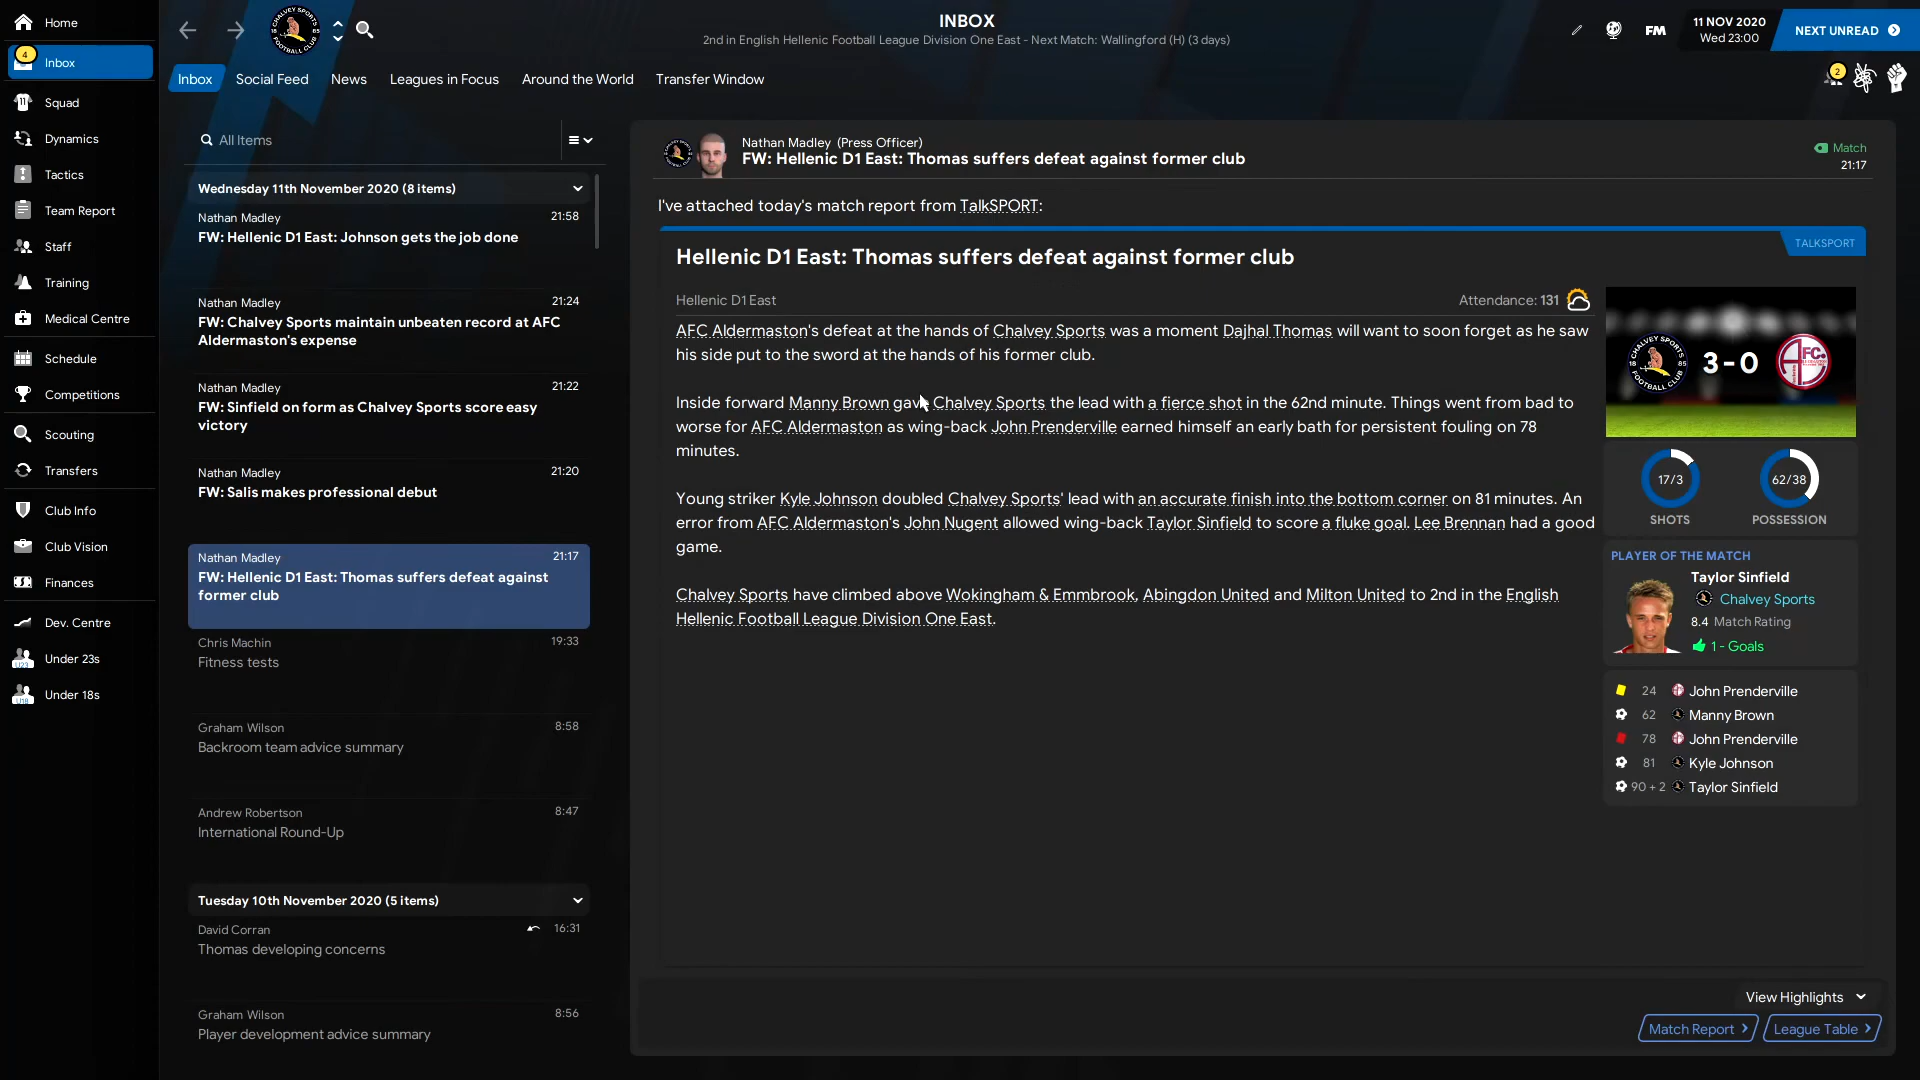 Home
4
Inbox
Squad
Dynamics
Tactics
Team Report
Staff
Training
Medical Centre
Schedule
Competitions
Scouting
Transfers
Club Info
Club Vision
Finances
Dev. Centre
Under 23s
Under 18s
CHALVEY SPORTS
FOOTBALL CLUB
INBOX
2nd in English Hellenic Football League Division One East - Next Match: Wallingford (H) (3 days)
FM
11 NOV 2020
Wed 23:00
NEXT UNREAD
Inbox
Social Feed
News
Leagues in Focus
Around the World
Transfer Window
2
All Items
Wednesday 11th November 2020 (8 items)
Nathan Madley 21:58
FW: Hellenic D1 East: Johnson gets the job done
Nathan Madley 21:24
FW: Chalvey Sports maintain unbeaten record at AFC
Aldermaston's expense
Nathan Madley 21:22
FW: Sinfield on form as Chalvey Sports score easy
victory
Nathan Madley 21:20
FW: Salis makes professional debut
Nathan Madley 21:17
FW: Hellenic D1 East: Thomas suffers defeat against
former club
Chris Machin 19:33
Fitness tests
Graham Wilson 8:58
Backroom team advice summary
Andrew Robertson 8:47
International Round-Up
Tuesday 10th November 2020 (5 items)
David Corran 16:31
Thomas developing concerns
Graham Wilson 8:56
Player development advice summary
Nathan Madley (Press Officer)
FW: Hellenic D1 East: Thomas suffers defeat against former club
Match
21:17
I've attached today's match report from TalkSPORT:
TALKSPORT
Hellenic D1 East: Thomas suffers defeat against former club
Hellenic D1 East Attendance: 131
AFC Aldermaston's defeat at the hands of Chalvey Sports was a moment Dajhal Thomas will want to soon forget as he saw
his side put to the sword at the hands of his former club.
Inside forward Manny Brown gave Chalvey Sports the lead with a fierce shot in the 62nd minute. Things went from bad to
worse for AFC Aldermaston as wing-back John Prenderville earned himself an early bath for persistent fouling on 78
minutes.
Young striker Kyle Johnson doubled Chalvey Sports' lead with an accurate finish into the bottom corner on 81 minutes. An
error from AFC Aldermaston's John Nugent allowed wing-back Taylor Sinfield to score a fluke goal. Lee Brennan had a good
game.
Chalvey Sports have climbed above Wokingham & Emmbrook, Abingdon United and Milton United to 2nd in the English
Hellenic Football League Division One East.
3 - 0
17/3
SHOTS
62/38
POSSESSION
PLAYER OF THE MATCH
Taylor Sinfield
Chalvey Sports
8.4 Match Rating
1 - Goals
24 John Prenderville
62 Manny Brown
78 John Prenderville
81 Kyle Johnson
90 + 2 Taylor Sinfield
View Highlights
Match Report
League Table